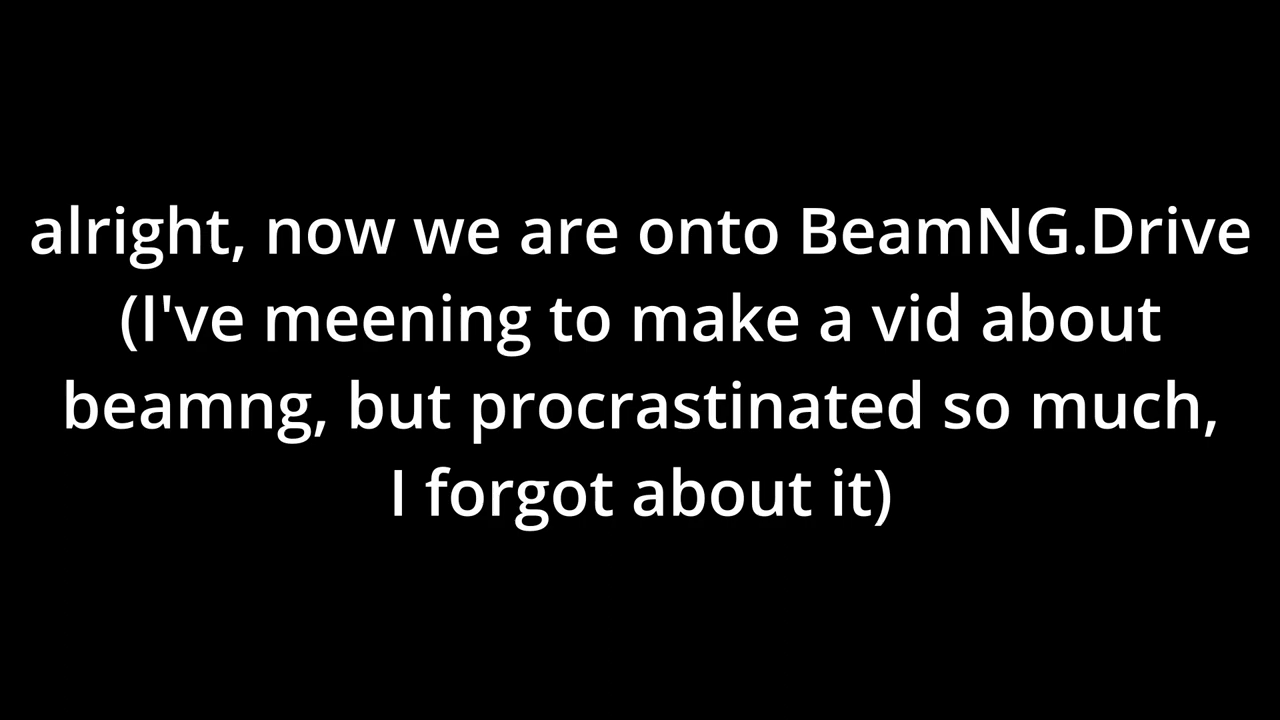 alright, now we are onto BeamNG.Drive
(I've meening to make a vid about
beamng, but procrastinated so much,
I forgot about it)